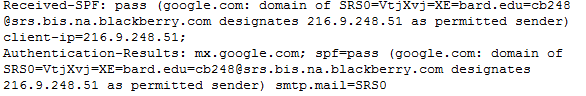 Received-SPF: pass (google.com: domain of SRS0=VtjXvj=XE=bard.edu=cb248
@srs.bis.na.blackberry.com designates 216.9.248.51 as permitted sender)
client-ip=216.9.248.51;
Authentication-Results: mx.google.com; spf=pass (google.com: domain of
SRS0=VtjXvj=XE=bard.edu=cb248@srs.bis.na.blackberry.com designates
216.9.248.51 as permitted sender) smtp.mail=SRS0